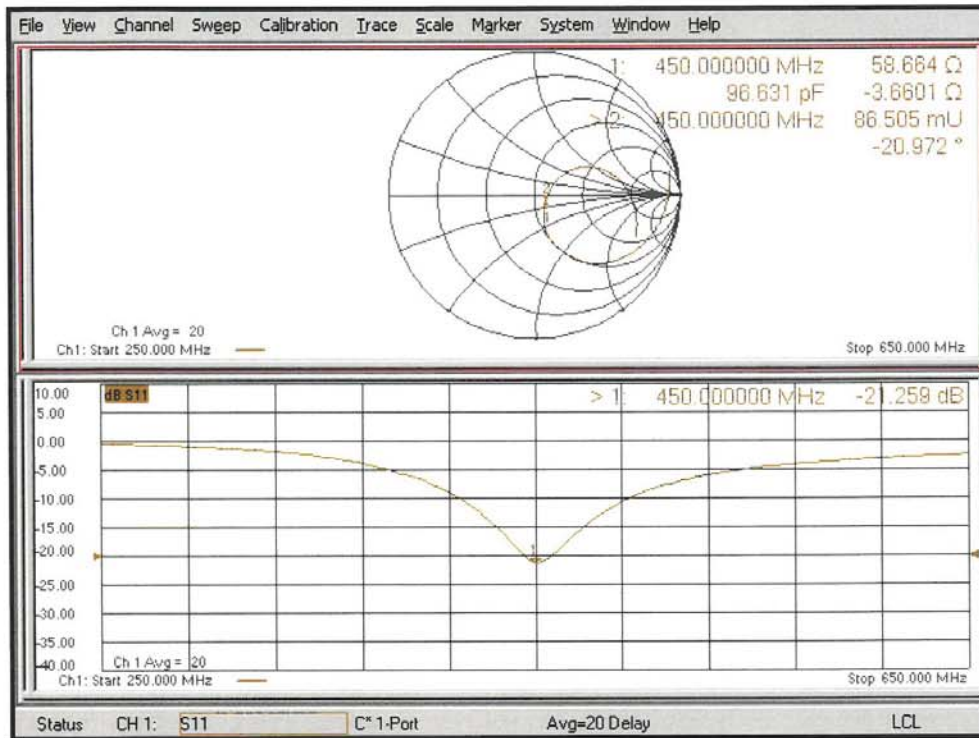 File View Channel Sweep Calibration Trace Scale Marker System Window Help
1: 450.000000 MHz 58.664 Ω
96.631 pF -3.6601 Ω
> 2: 450.000000 MHz 86.505 mU
-20.972 °
Ch 1 Avg = 20
Ch1: Start 250.000 MHz Stop 650.000 MHz
10.00 dB S11 > 1: 450.000000 MHz -21.259 dB
5.00
0.00
-5.00
-10.00
-15.00
-20.00 1
-25.00
-30.00
-35.00
-40.00 Ch 1 Avg = 20
Ch1: Start 250.000 MHz Stop 650.000 MHz
Status CH 1: S11 C* 1-Port Avg=20 Delay LCL